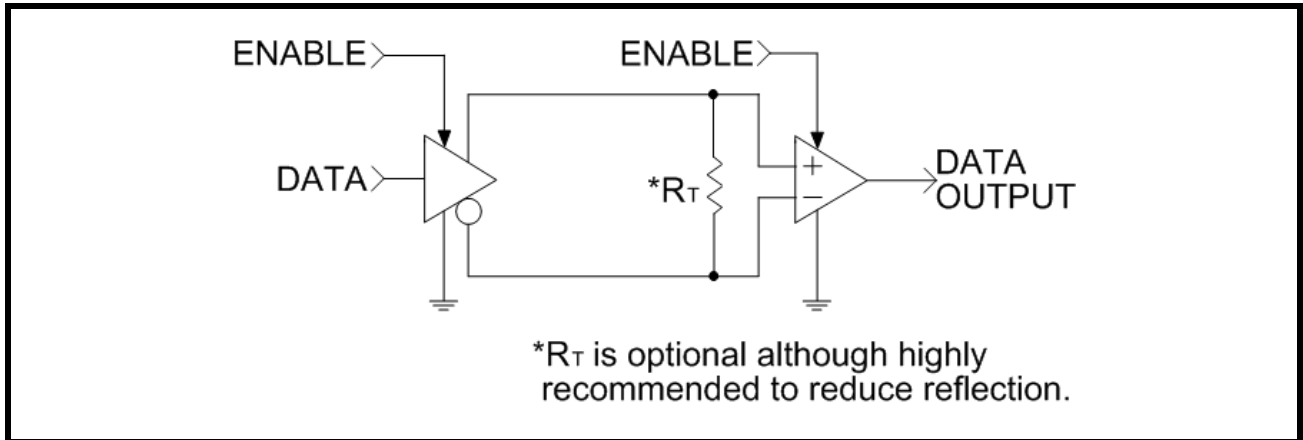 ENABLE
ENABLE
DATA
*RT
+
−
DATA
OUTPUT
*RT is optional although highly
recommended to reduce reflection.